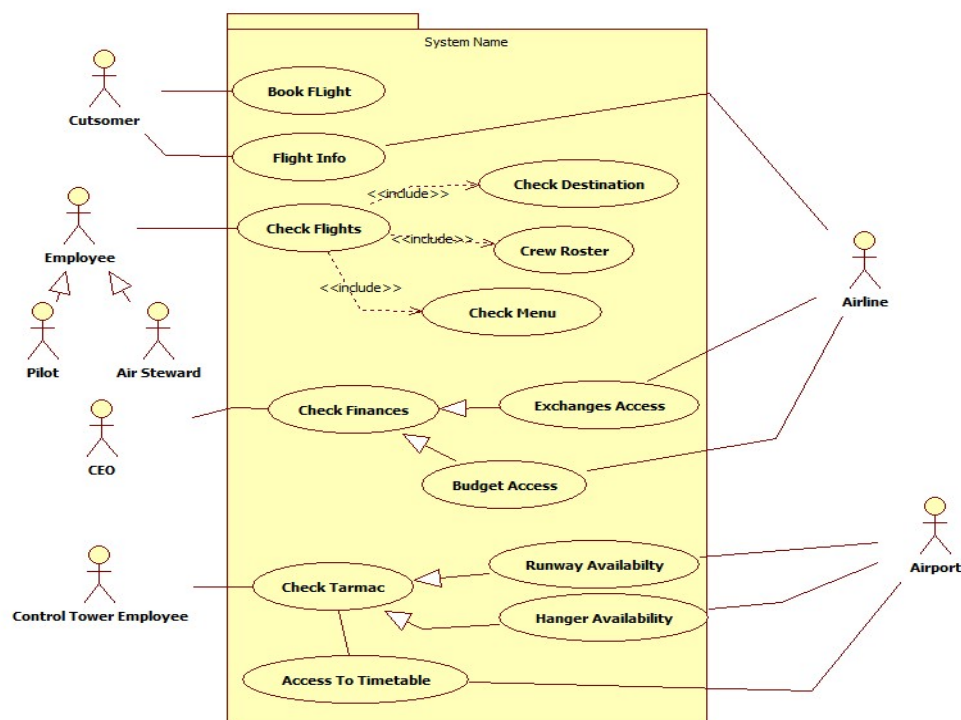 System Name
Book FLight
Cutsomer
Flight Info
<<include>>
Check Destination
Employee
Check Flights
<<include>>
Crew Roster
<<include>>
Check Menu
Airline
Pilot
Air Steward
Check Finances
Exchanges Access
CEO
Budget Access
Runway Availabilty
Airport
Control Tower Employee
Check Tarmac
Hanger Availability
Access To Timetable